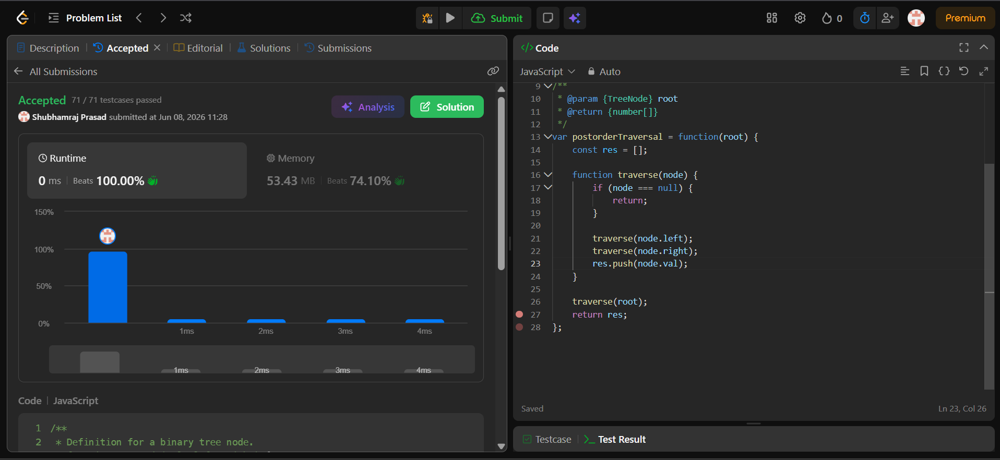 Problem List
Submit
0
Premium
Description
Accepted
Editorial
Solutions
Submissions
All Submissions
Accepted 71 / 71 testcases passed
Shubhamraj Prasad submitted at Jun 08, 2026 11:28
Analysis
Solution
Runtime
0 ms | Beats 100.00%
Memory
53.43 MB | Beats 74.10%
150%
100%
50%
0%
1ms 2ms 3ms 4ms
1ms 2ms 3ms 4ms
Code | JavaScript
1 /**
2 * Definition for a binary tree node.
</> Code
JavaScript Auto
9 /**
10 * @param {TreeNode} root
11 * @return {number[]}
12 */
13 var postorderTraversal = function(root) {
14 const res = [];
15
16 function traverse(node) {
17 if (node === null) {
18 return;
19 }
20
21 traverse(node.left);
22 traverse(node.right);
23 res.push(node.val);
24 }
25
26 traverse(root);
27 return res;
28 };
Saved
Ln 23, Col 26
Testcase
Test Result